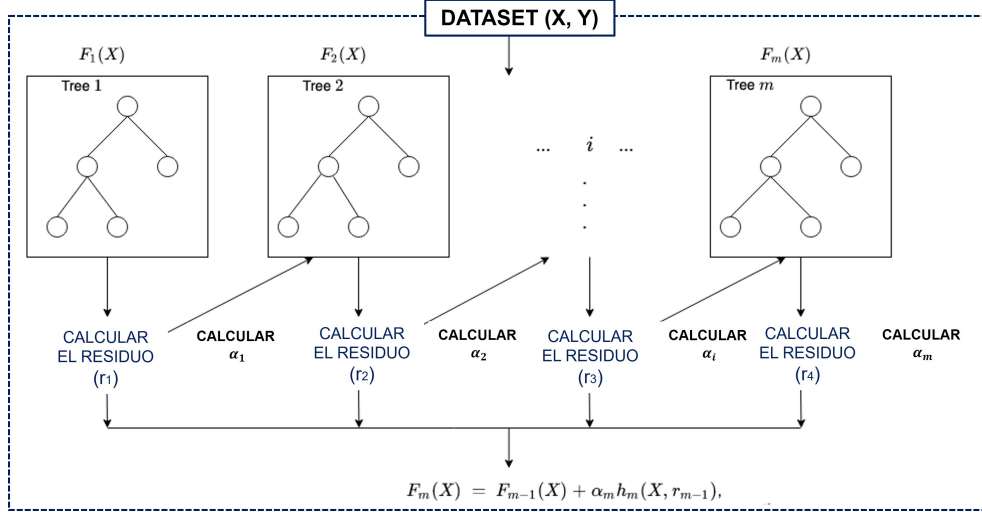 DATASET (X, Y)
F₁(X)
F₂(X)
Fₘ(X)
Tree 1
Tree 2
Tree m
... i ...
.
.
.
CALCULAR
EL RESIDUO
(r₁)
CALCULAR
α₁
CALCULAR
EL RESIDUO
(r₂)
CALCULAR
α₂
CALCULAR
EL RESIDUO
(r₃)
CALCULAR
αᵢ
CALCULAR
EL RESIDUO
(r₄)
CALCULAR
αₘ
Fₘ(X) = Fₘ₋₁(X) + αₘhₘ(X, rₘ₋₁),